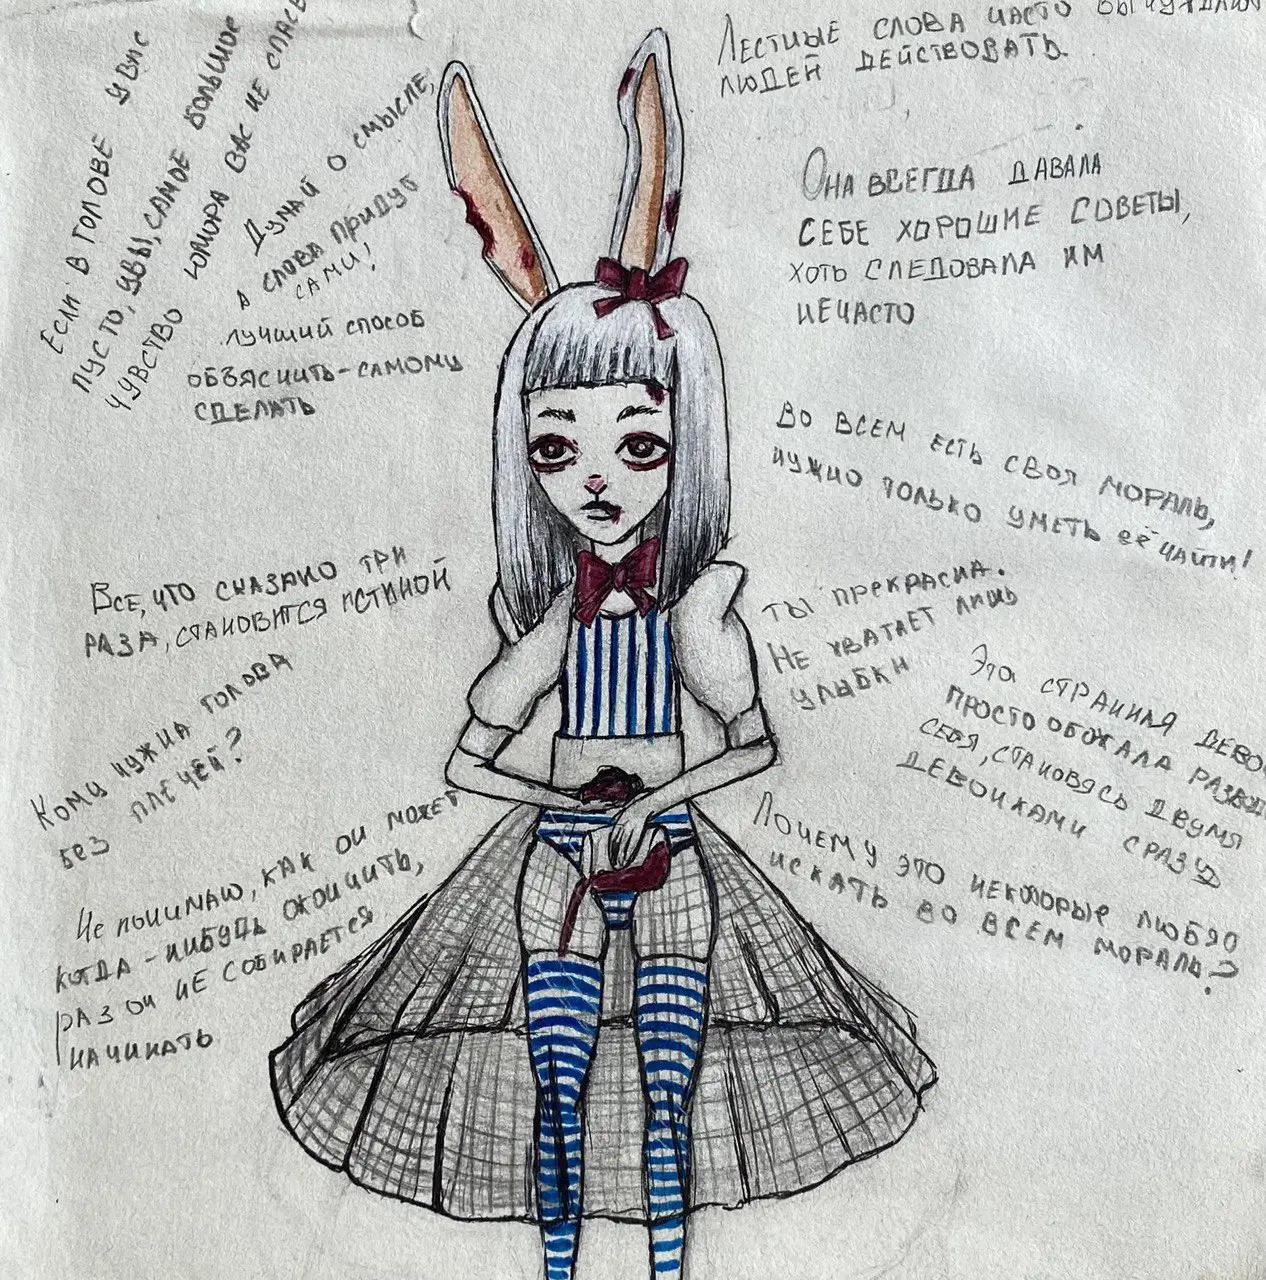 Если в голове у вас
пусто, увы, самое большое
чувство юмора вас не спасё
Думай о смысле,
а слова придут
сами!
Лучший способ
объяснить - самому
сделать
Все, что сказано три
раза, становится истиной
Кому нужна голова
без плечей?
Не понимаю, как он может
когда-нибудь окончить,
раз он не собирается
начинать
Лестные слова часто вынуждают
людей действовать.
Она всегда давала
себе хорошие советы,
хоть следовала им
нечасто
Во всем есть своя мораль,
нужно только уметь её найти!
Ты прекрасна.
Не хватает лишь
улыбки
Эта странная дево
просто обожала разд
себя, становясь двумя
девочками сразу
Почему это некоторые любяо
искать во всем мораль?